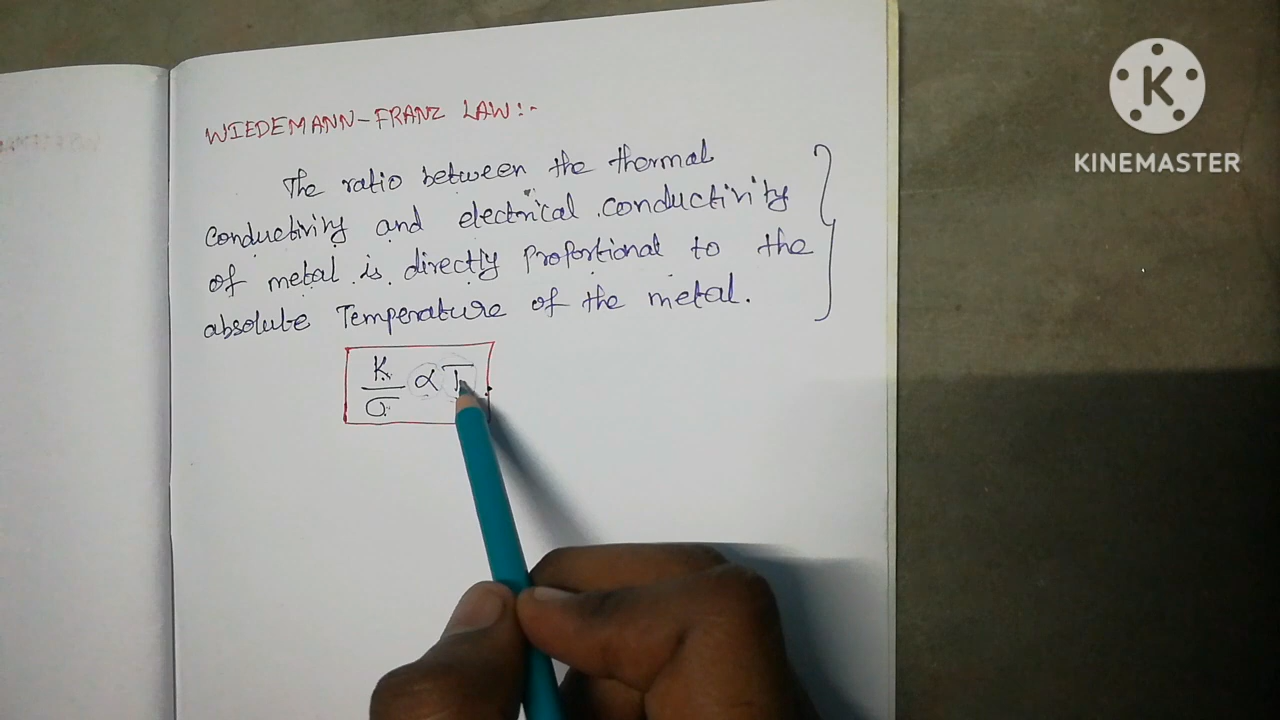 WIEDEMANN-FRANZ LAW:-
The ratio between the thermal
conductivity and electrical conductivity
of metal is directly proportional to the
absolute Temperature of the metal.
K/σ ∝ T
K
KINEMASTER